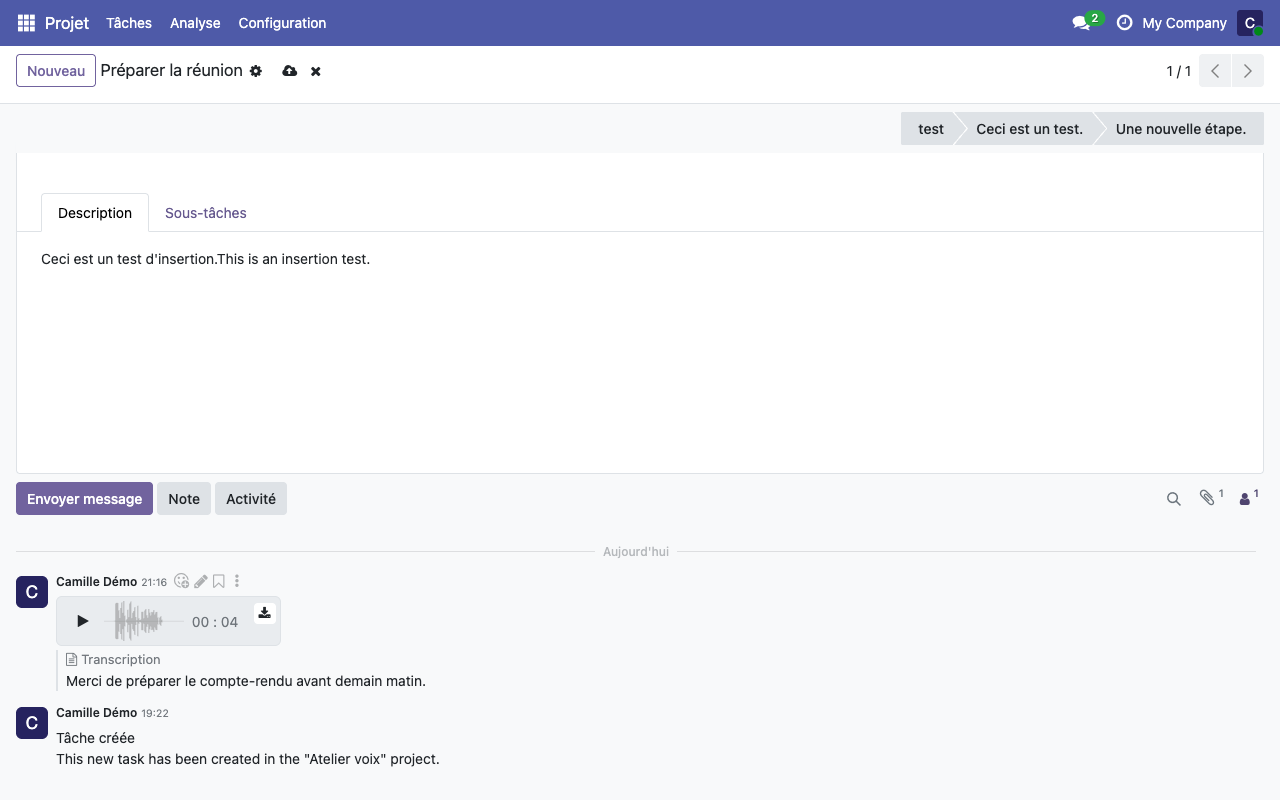 Projet Tâches Analyse Configuration 2 My Company C
Nouveau Préparer la réunion 1 / 1
test Ceci est un test. Une nouvelle étape.
Description Sous-tâches
Ceci est un test d'insertion.This is an insertion test.
Envoyer message Note Activité 1 1
Aujourd'hui
C Camille Démo 21:16
00 : 04
Transcription
Merci de préparer le compte-rendu avant demain matin.
C Camille Démo 19:22
Tâche créée
This new task has been created in the "Atelier voix" project.